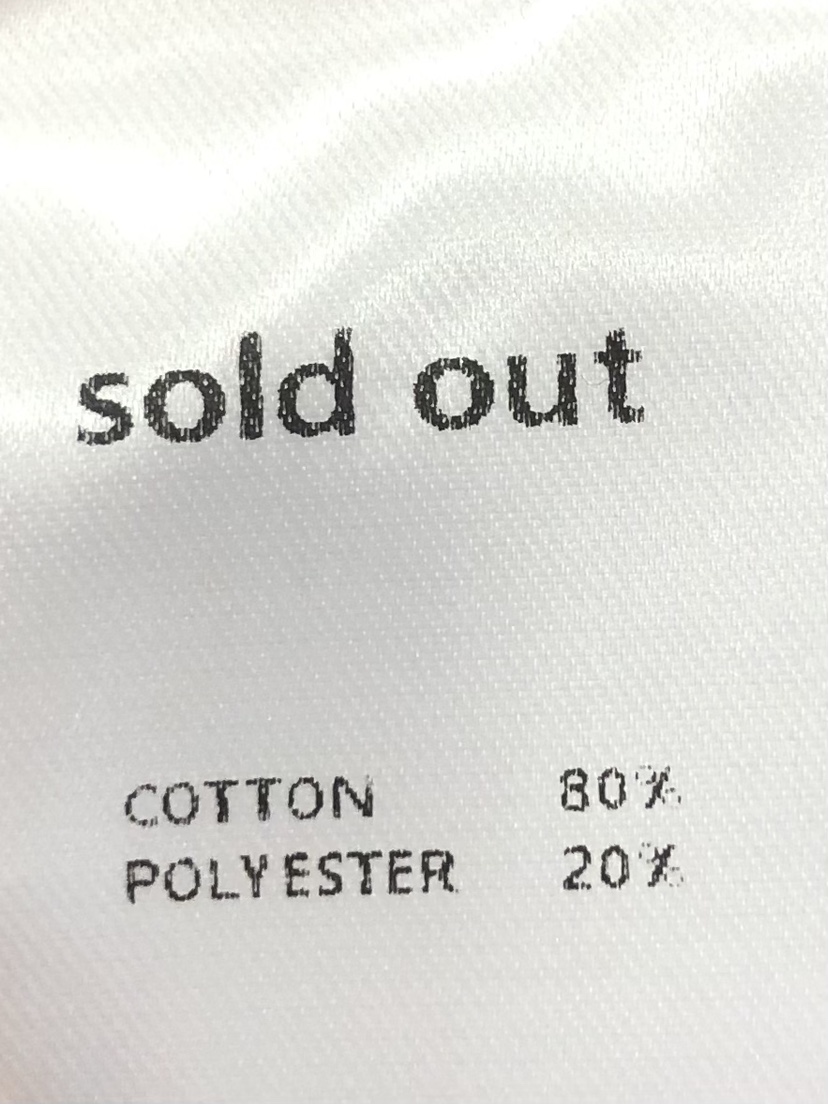 sold out
COTTON 80%
POLYESTER 20%